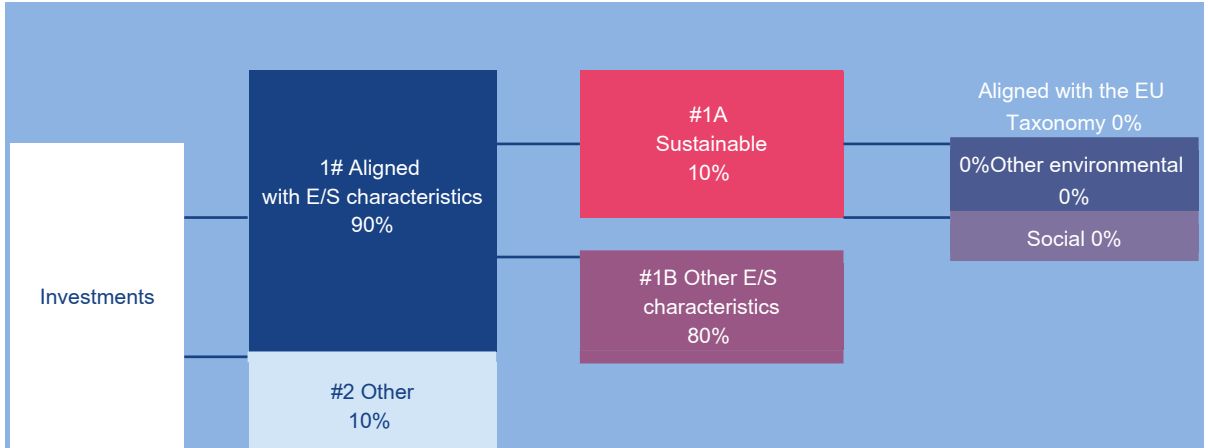 Investments
1# Aligned
with E/S characteristics
90%
#2 Other
10%
#1A
Sustainable
10%
#1B Other E/S
characteristics
80%
Aligned with the EU
Taxonomy 0%
0%Other environmental
0%
Social 0%